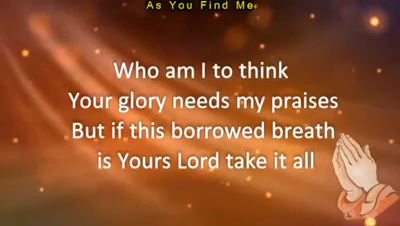 As You Find Me
Who am I to think
Your glory needs my praises
But if this borrowed breath
is Yours Lord take it all